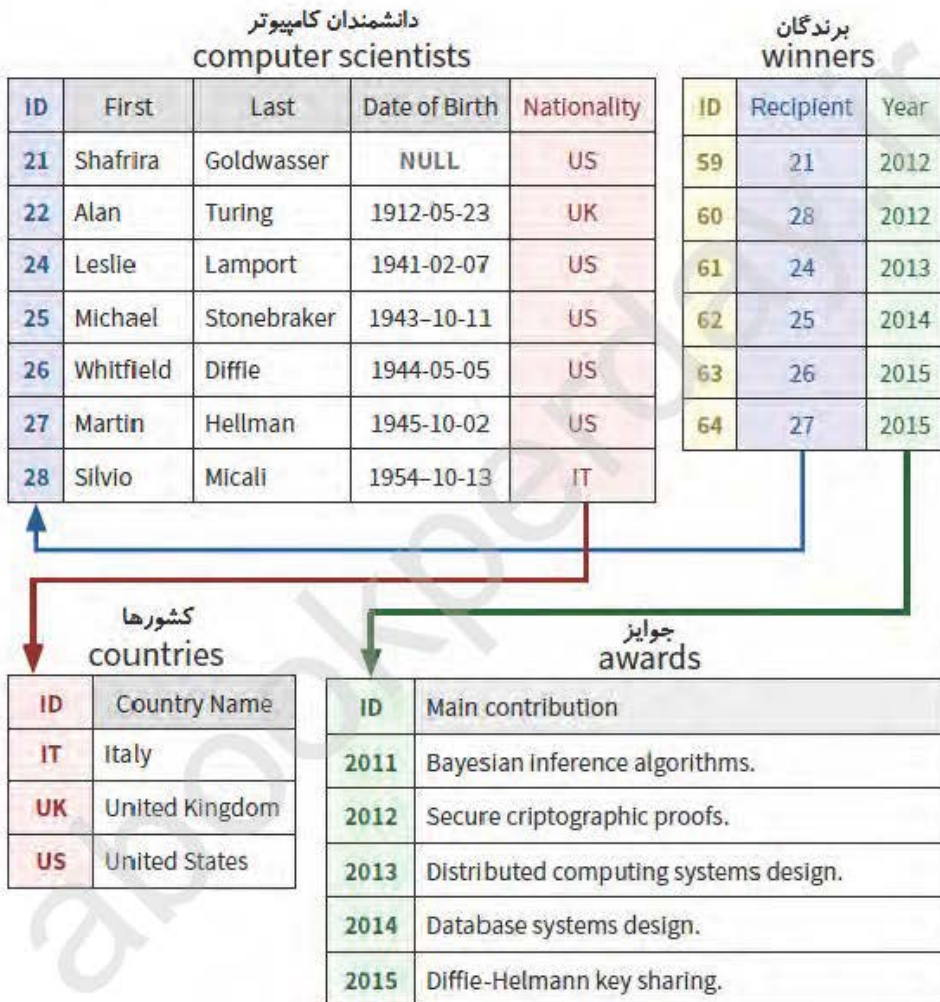 دانشمندان کامپیوتر
computer scientists
ID First Last Date of Birth Nationality
21 Shafrira Goldwasser NULL US
22 Alan Turing 1912-05-23 UK
24 Leslie Lamport 1941-02-07 US
25 Michael Stonebraker 1943-10-11 US
26 Whitfield Diffie 1944-05-05 US
27 Martin Hellman 1945-10-02 US
28 Silvio Micali 1954-10-13 IT
برندگان
winners
ID Recipient Year
59 21 2012
60 28 2012
61 24 2013
62 25 2014
63 26 2015
64 27 2015
کشورها
countries
ID Country Name
IT Italy
UK United Kingdom
US United States
جوایز
awards
ID Main contribution
2011 Bayesian inference algorithms.
2012 Secure criptographic proofs.
2013 Distributed computing systems design.
2014 Database systems design.
2015 Diffie-Helmann key sharing.
abookperday.ir